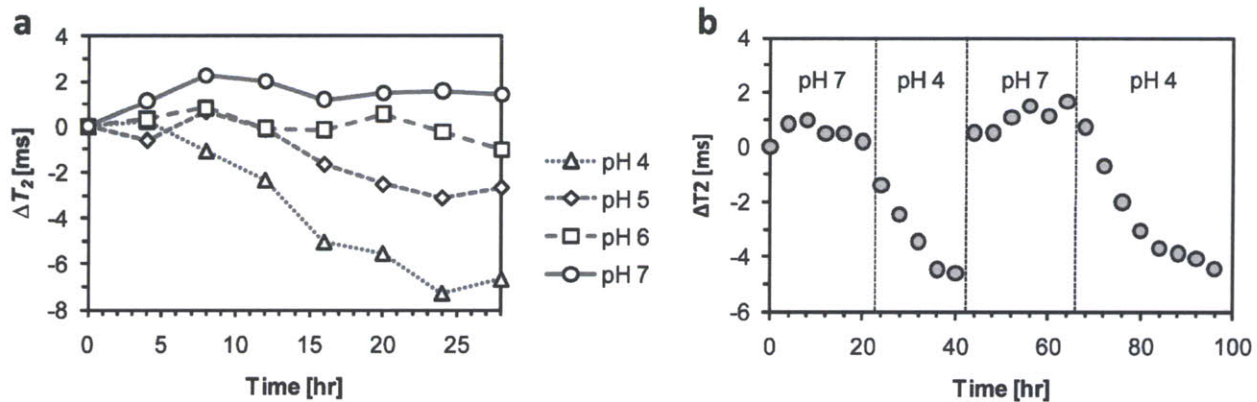 a
4
2
0
-2
-4
-6
-8
ΔT₂ [ms]
0 5 10 15 20 25
Time [hr]
pH 4
pH 5
pH 6
pH 7
b
4
2
0
-2
-4
-6
ΔT2 [ms]
pH 7 pH 4 pH 7 pH 4
0 20 40 60 80 100
Time [hr]